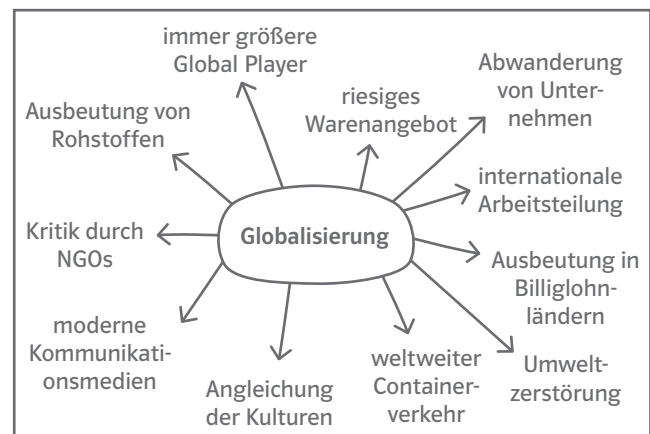 immer größere
Global Player
Abwanderung
von Unter-
nehmen
riesiges
Warenangebot
Ausbeutung von
Rohstoffen
internationale
Arbeitsteilung
Kritik durch
NGOs
Globalisierung
Ausbeutung in
Billiglohn-
ländern
moderne
Kommunikati-
onsmedien
Angleichung
der Kulturen
weltweiter
Container-
verkehr
Umwelt-
zerstörung